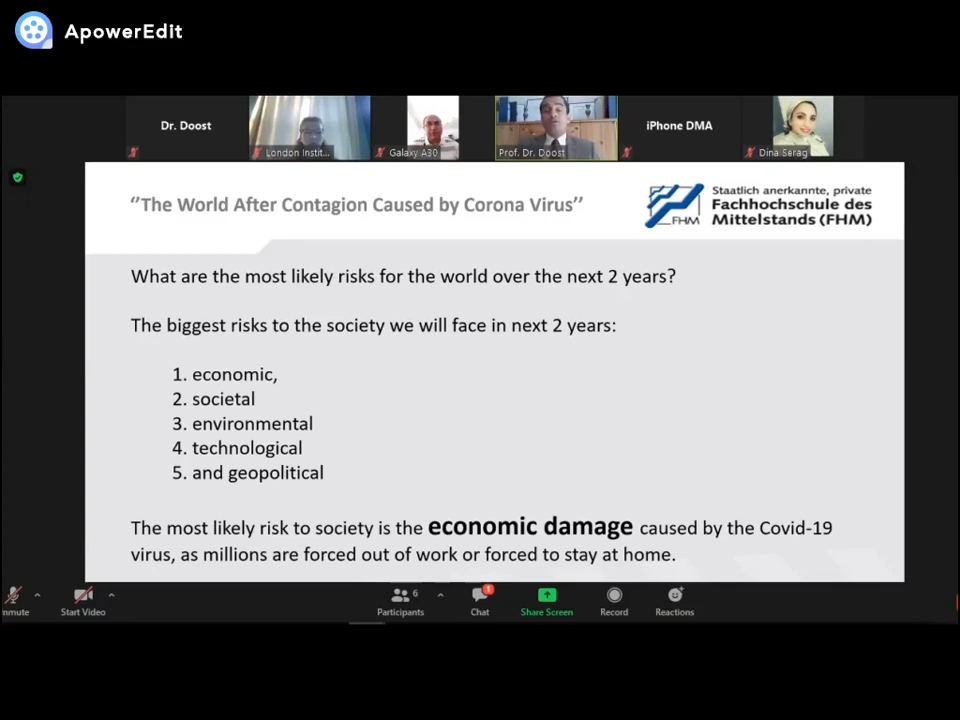 ApowerEdit
Dr. Doost
London Instit...
Galaxy A30
Prof. Dr. Doost
iPhone DMA
Dina Serag
‘’The World After Contagion Caused by Corona Virus’’
Staatlich anerkannte, private
Fachhochschule des
Mittelstands (FHM)
FHM
What are the most likely risks for the world over the next 2 years?
The biggest risks to the society we will face in next 2 years:
1. economic,
2. societal
3. environmental
4. technological
5. and geopolitical
The most likely risk to society is the economic damage caused by the Covid-19
virus, as millions are forced out of work or forced to stay at home.
nmute
Start Video
6
Participants
1
Chat
Share Screen
Record
Reactions